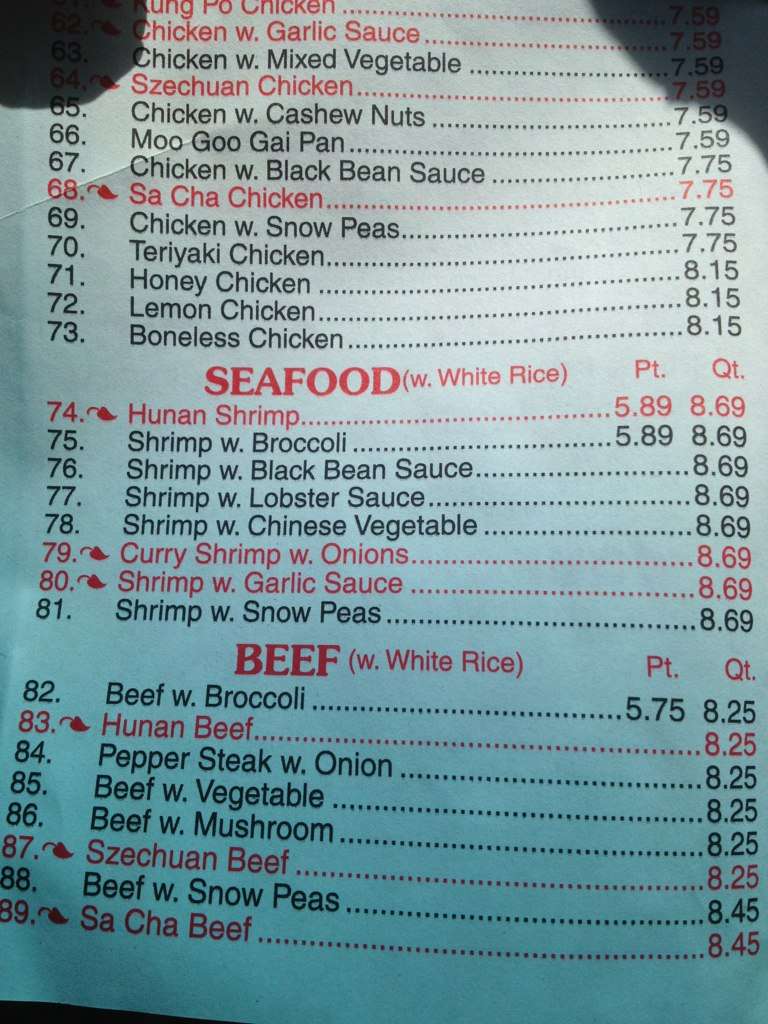 Kung Po Chicken ........ 7.59
62. Chicken w. Garlic Sauce ........ 7.59
63. Chicken w. Mixed Vegetable ........ 7.59
64. Szechuan Chicken ........ 7.59
65. Chicken w. Cashew Nuts ........ 7.59
66. Moo Goo Gai Pan ........ 7.59
67. Chicken w. Black Bean Sauce ........ 7.75
68. Sa Cha Chicken ........ 7.75
69. Chicken w. Snow Peas ........ 7.75
70. Teriyaki Chicken ........ 7.75
71. Honey Chicken ........ 8.15
72. Lemon Chicken ........ 8.15
73. Boneless Chicken ........ 8.15
SEAFOOD (w. White Rice) Pt. Qt.
74. Hunan Shrimp ........ 5.89 8.69
75. Shrimp w. Broccoli ........ 5.89 8.69
76. Shrimp w. Black Bean Sauce ........ 8.69
77. Shrimp w. Lobster Sauce ........ 8.69
78. Shrimp w. Chinese Vegetable ........ 8.69
79. Curry Shrimp w. Onions ........ 8.69
80. Shrimp w. Garlic Sauce ........ 8.69
81. Shrimp w. Snow Peas ........ 8.69
BEEF (w. White Rice) Pt. Qt.
82. Beef w. Broccoli ........ 5.75 8.25
83. Hunan Beef ........ 8.25
84. Pepper Steak w. Onion ........ 8.25
85. Beef w. Vegetable ........ 8.25
86. Beef w. Mushroom ........ 8.25
87. Szechuan Beef ........ 8.25
88. Beef w. Snow Peas ........ 8.45
89. Sa Cha Beef ........ 8.45